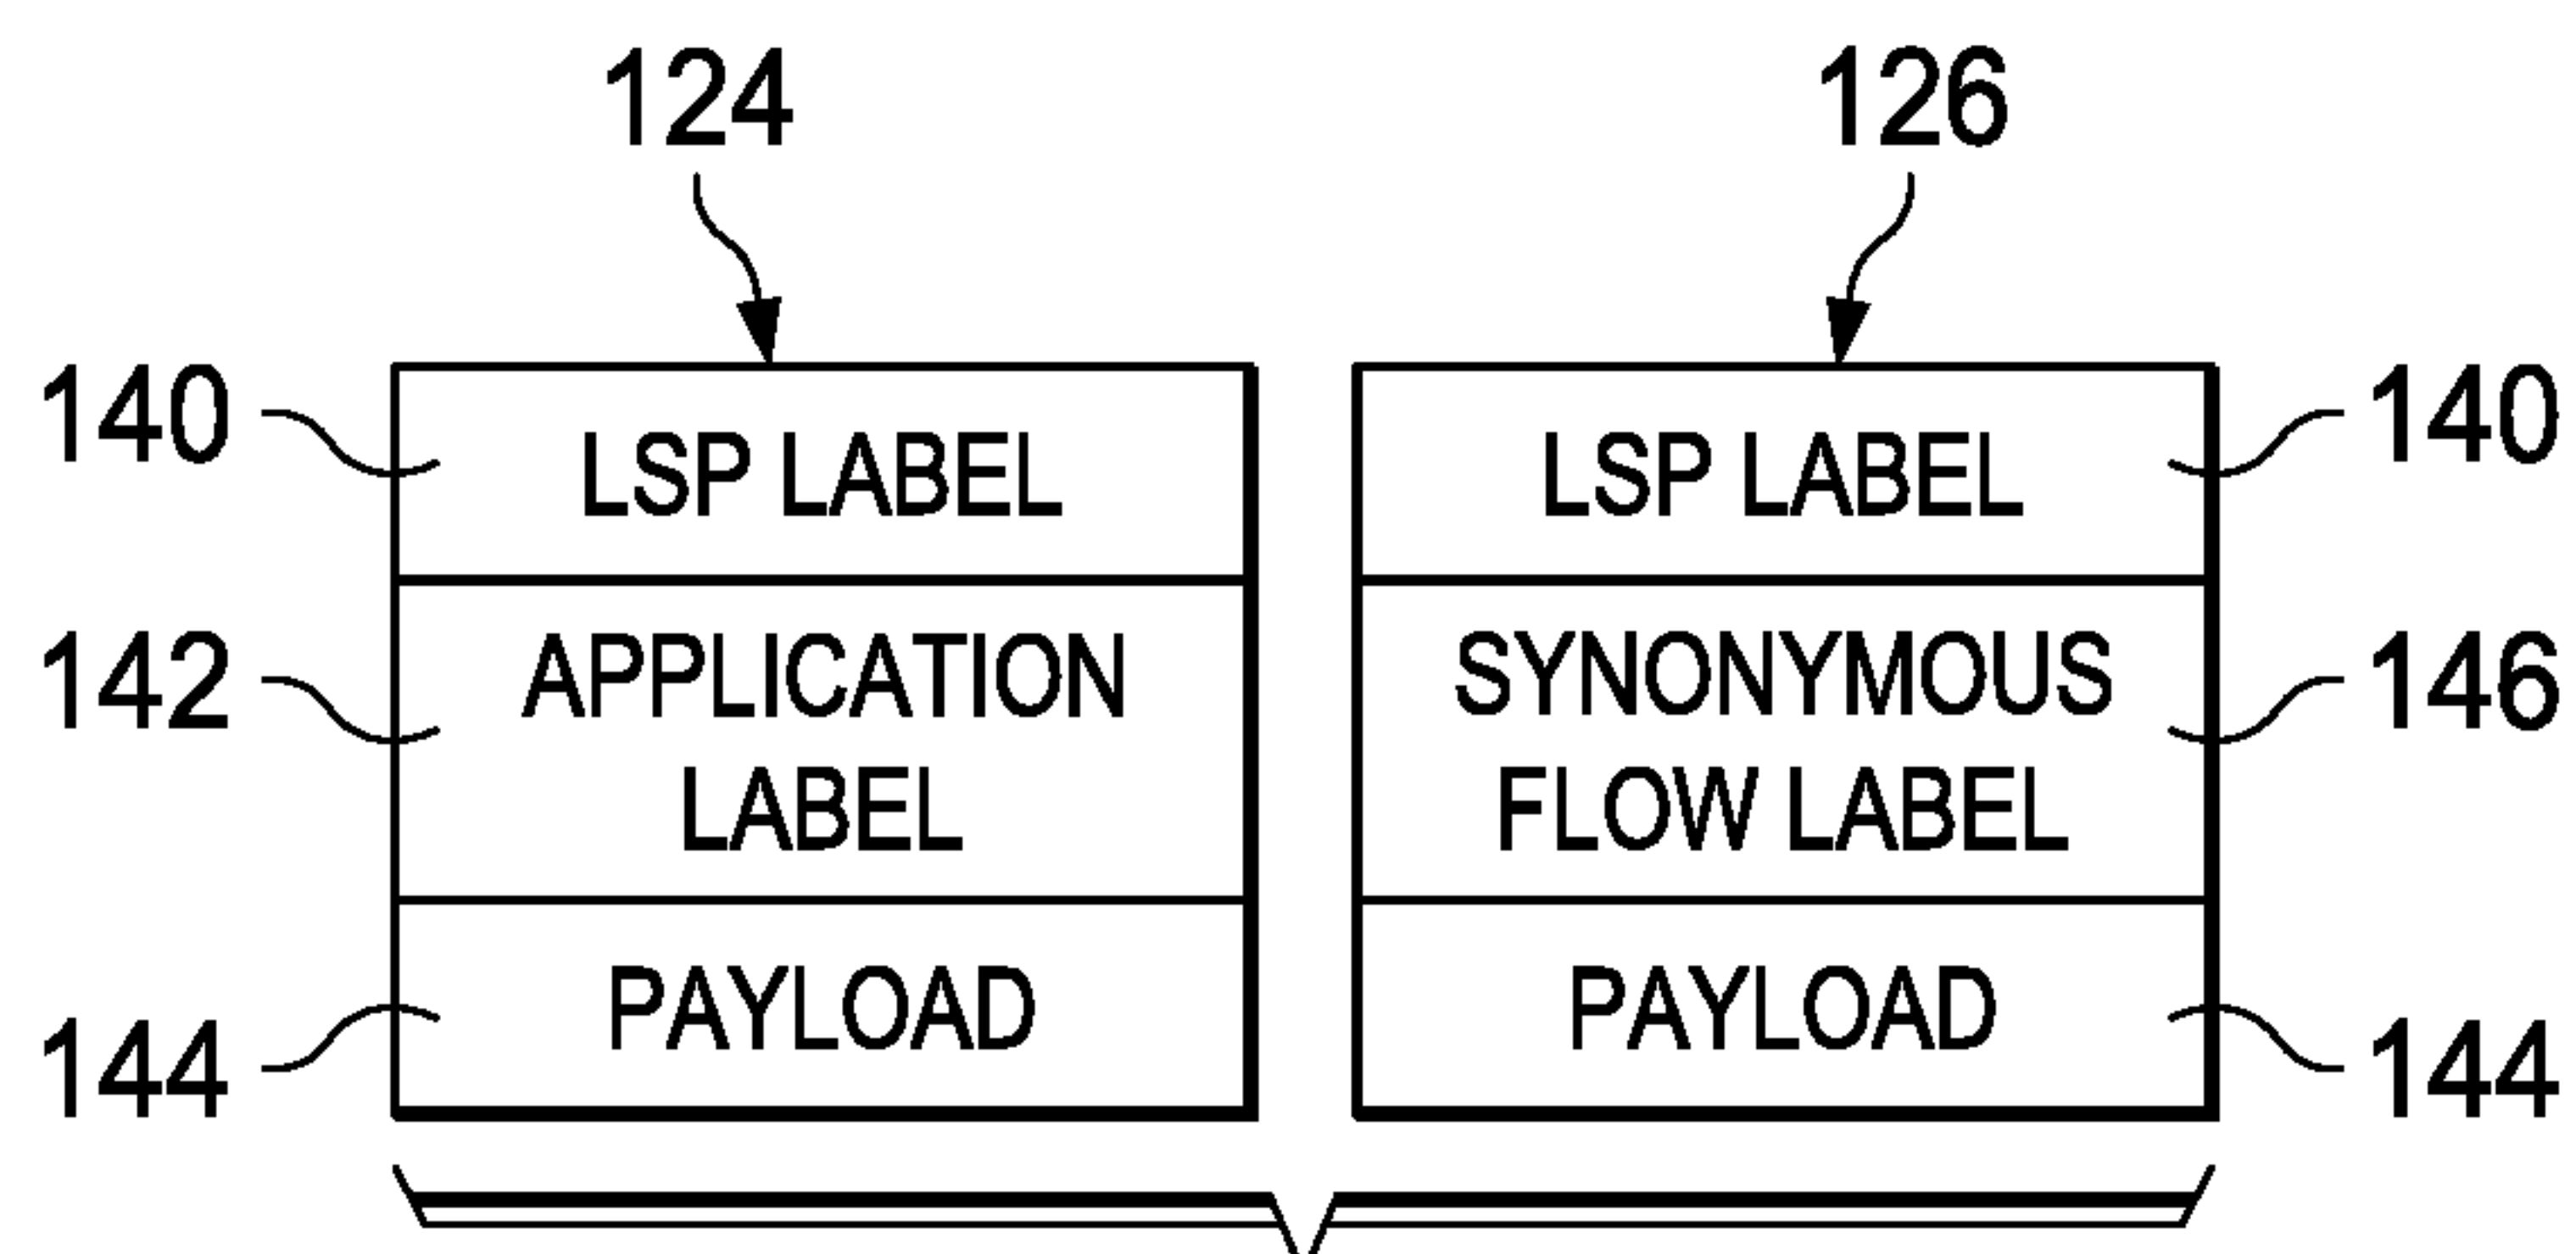 124 126
140 LSP LABEL LSP LABEL 140
142 APPLICATION SYNONYMOUS 146
LABEL FLOW LABEL
144 PAYLOAD PAYLOAD 144